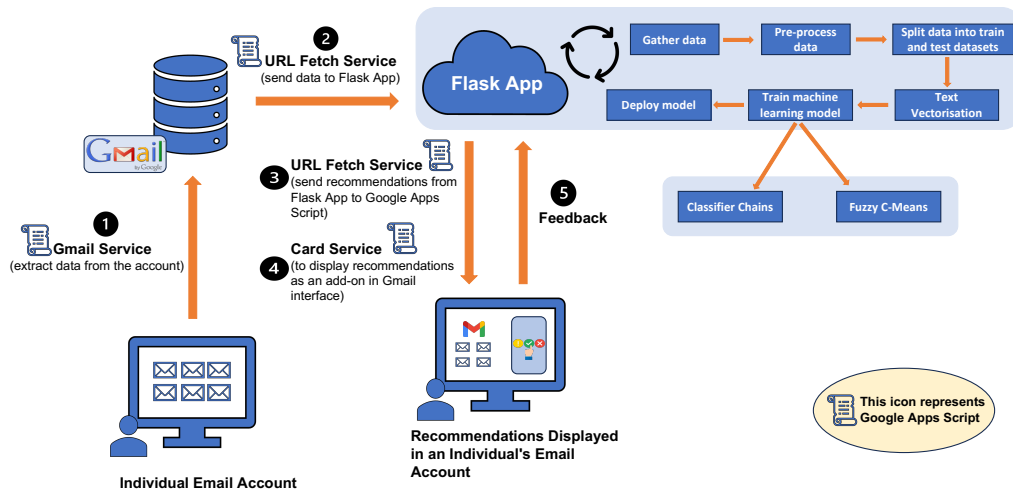 2
URL Fetch Service
(send data to Flask App)
Flask App
Gather data
Pre-process
data
Split data into train
and test datasets
Deploy model
Train machine
learning model
Text
Vectorisation
Classifier Chains
Fuzzy C-Means
Gmail
by Google
1
Gmail Service
(extract data from the account)
3
URL Fetch Service
(send recommendations from
Flask App to Google Apps
Script)
4
Card Service
(to display recommendations
as an add-on in Gmail
interface)
5
Feedback
This icon represents
Google Apps Script
Recommendations Displayed
in an Individual's Email
Account
Individual Email Account